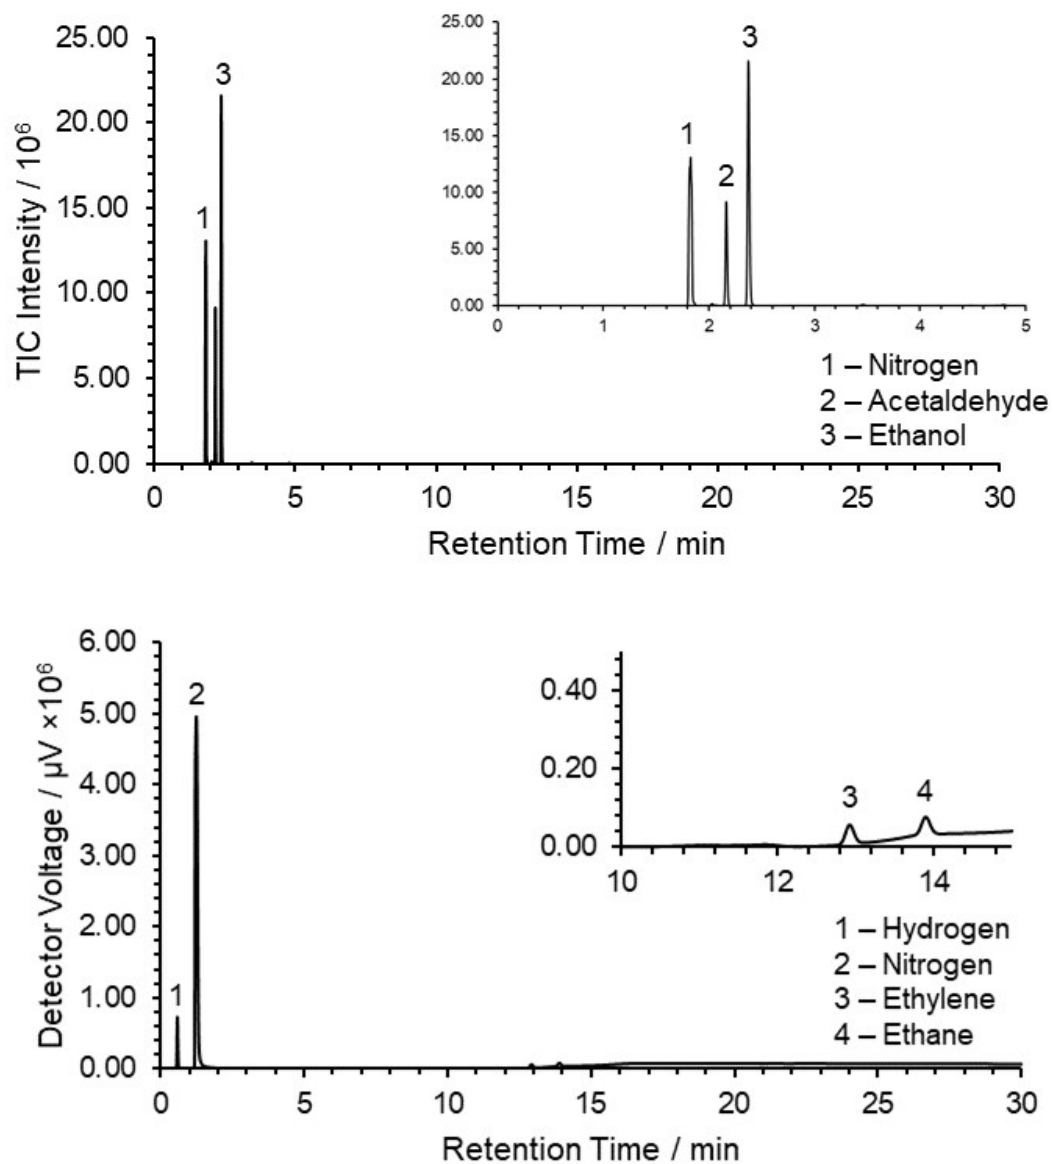 TIC Intensity / 10⁶
25.00
20.00
15.00
10.00
5.00
0.00
1
3
0 5 10 15 20 25 30
Retention Time / min
25.00
20.00
15.00
10.00
5.00
0.00
1
2
3
0 1 2 3 4 5
1 – Nitrogen
2 – Acetaldehyde
3 – Ethanol
Detector Voltage / µV ×10⁶
6.00
5.00
4.00
3.00
2.00
1.00
0.00
1
2
0 5 10 15 20 25 30
Retention Time / min
0.40
0.20
0.00
3
4
10 12 14
1 – Hydrogen
2 – Nitrogen
3 – Ethylene
4 – Ethane